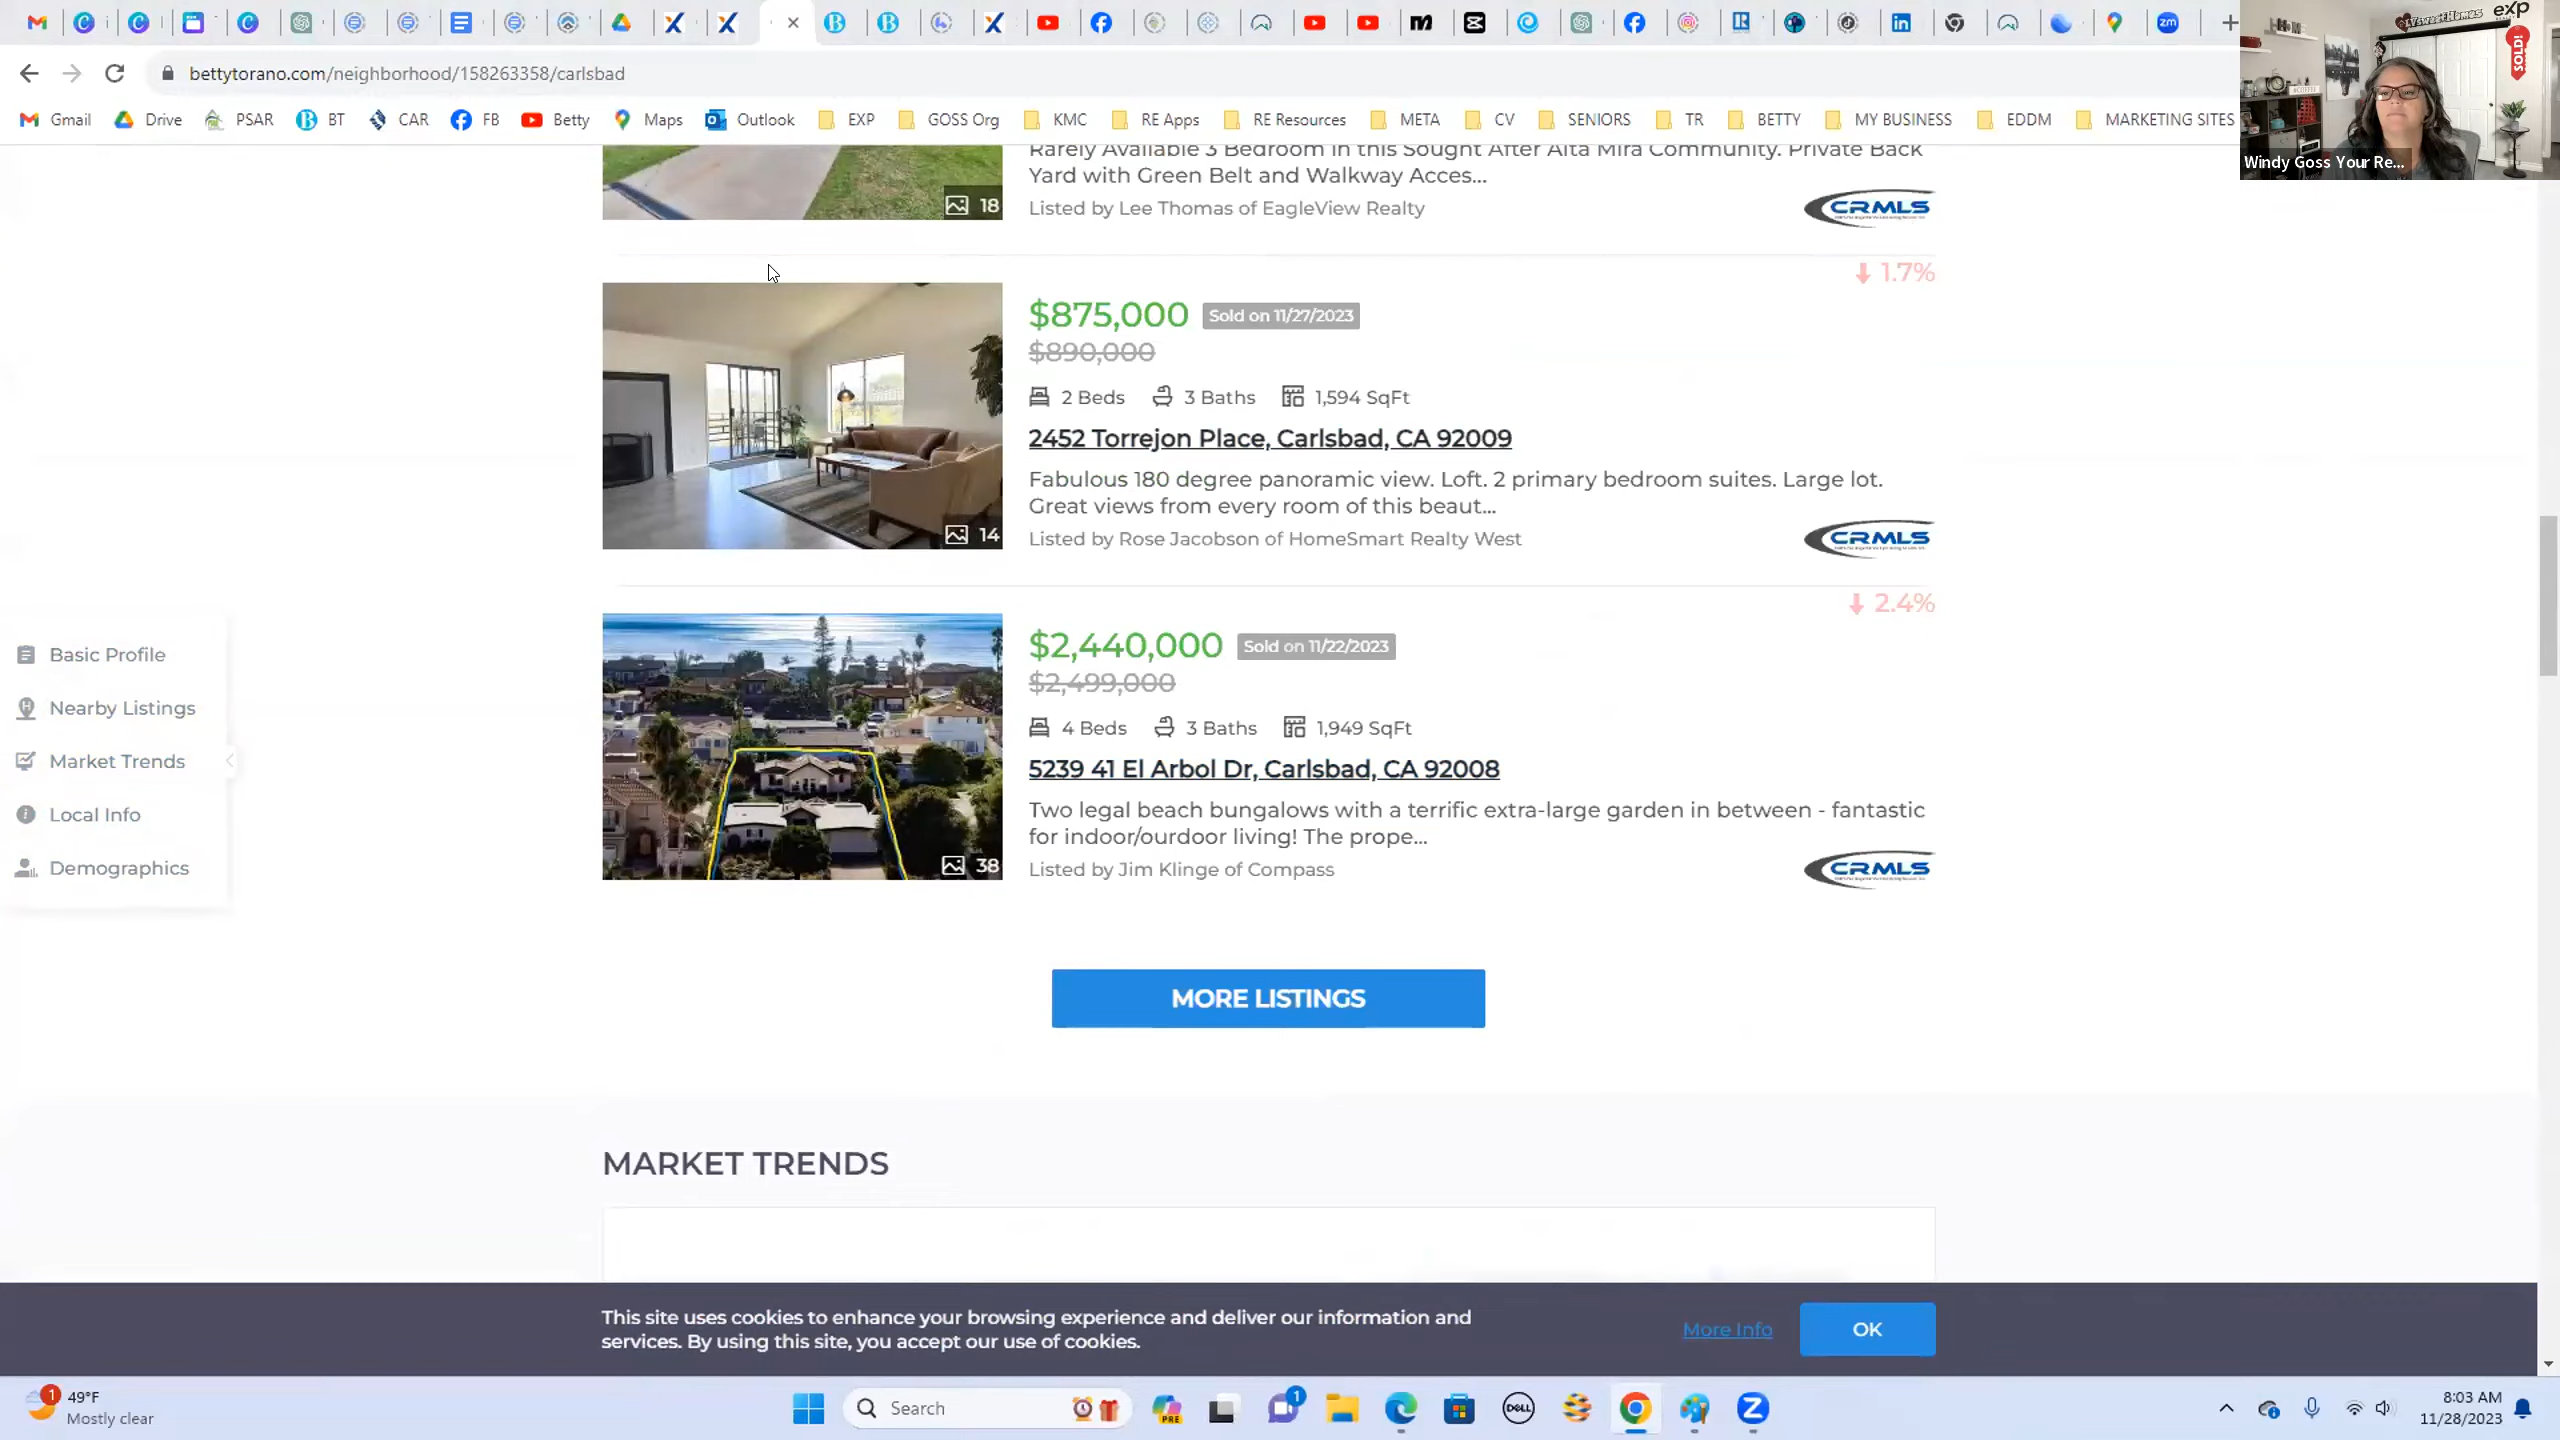 bettytorano.com/neighborhood/158263358/carlsbad
Gmail Drive PSAR BT CAR FB Betty Maps Outlook EXP GOSS Org KMC RE Apps RE Resources META CV SENIORS TR BETTY MY BUSINESS EDDM MARKETING SITES
exp
SOLD!
Windy Goss Your Re...
Rarely Available 3 Bedroom in this Sought After Alta Mira Community. Private Back
Yard with Green Belt and Walkway Acces...
18
Listed by Lee Thomas of EagleView Realty
CRMLS
1.7%
$875,000 Sold on 11/27/2023
$890,000
2 Beds 3 Baths 1,594 SqFt
2452 Torrejon Place, Carlsbad, CA 92009
Fabulous 180 degree panoramic view. Loft. 2 primary bedroom suites. Large lot.
Great views from every room of this beaut...
14
Listed by Rose Jacobson of HomeSmart Realty West
CRMLS
2.4%
$2,440,000 Sold on 11/22/2023
$2,499,000
4 Beds 3 Baths 1,949 SqFt
5239 41 El Arbol Dr, Carlsbad, CA 92008
Two legal beach bungalows with a terrific extra-large garden in between - fantastic
for indoor/ourdoor living! The prope...
38
Listed by Jim Klinge of Compass
CRMLS
Basic Profile
Nearby Listings
Market Trends
Local Info
Demographics
MORE LISTINGS
MARKET TRENDS
This site uses cookies to enhance your browsing experience and deliver our information and
services. By using this site, you accept our use of cookies.
More Info
OK
1
49°F
Mostly clear
Search
PRE
1
DELL
8:03 AM
11/28/2023